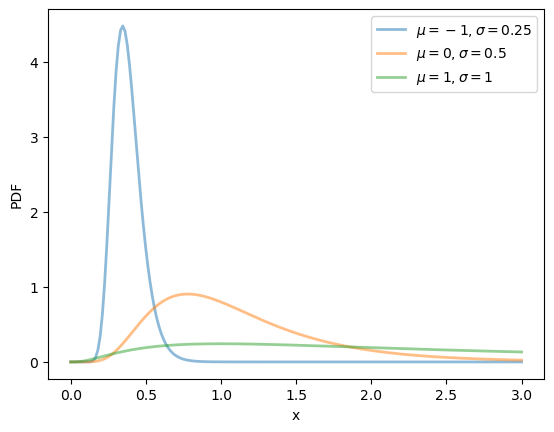 μ = − 1, σ = 0.25
μ = 0, σ = 0.5
μ = 1, σ = 1
4
3
2
1
0
PDF
0.0 0.5 1.0 1.5 2.0 2.5 3.0
x